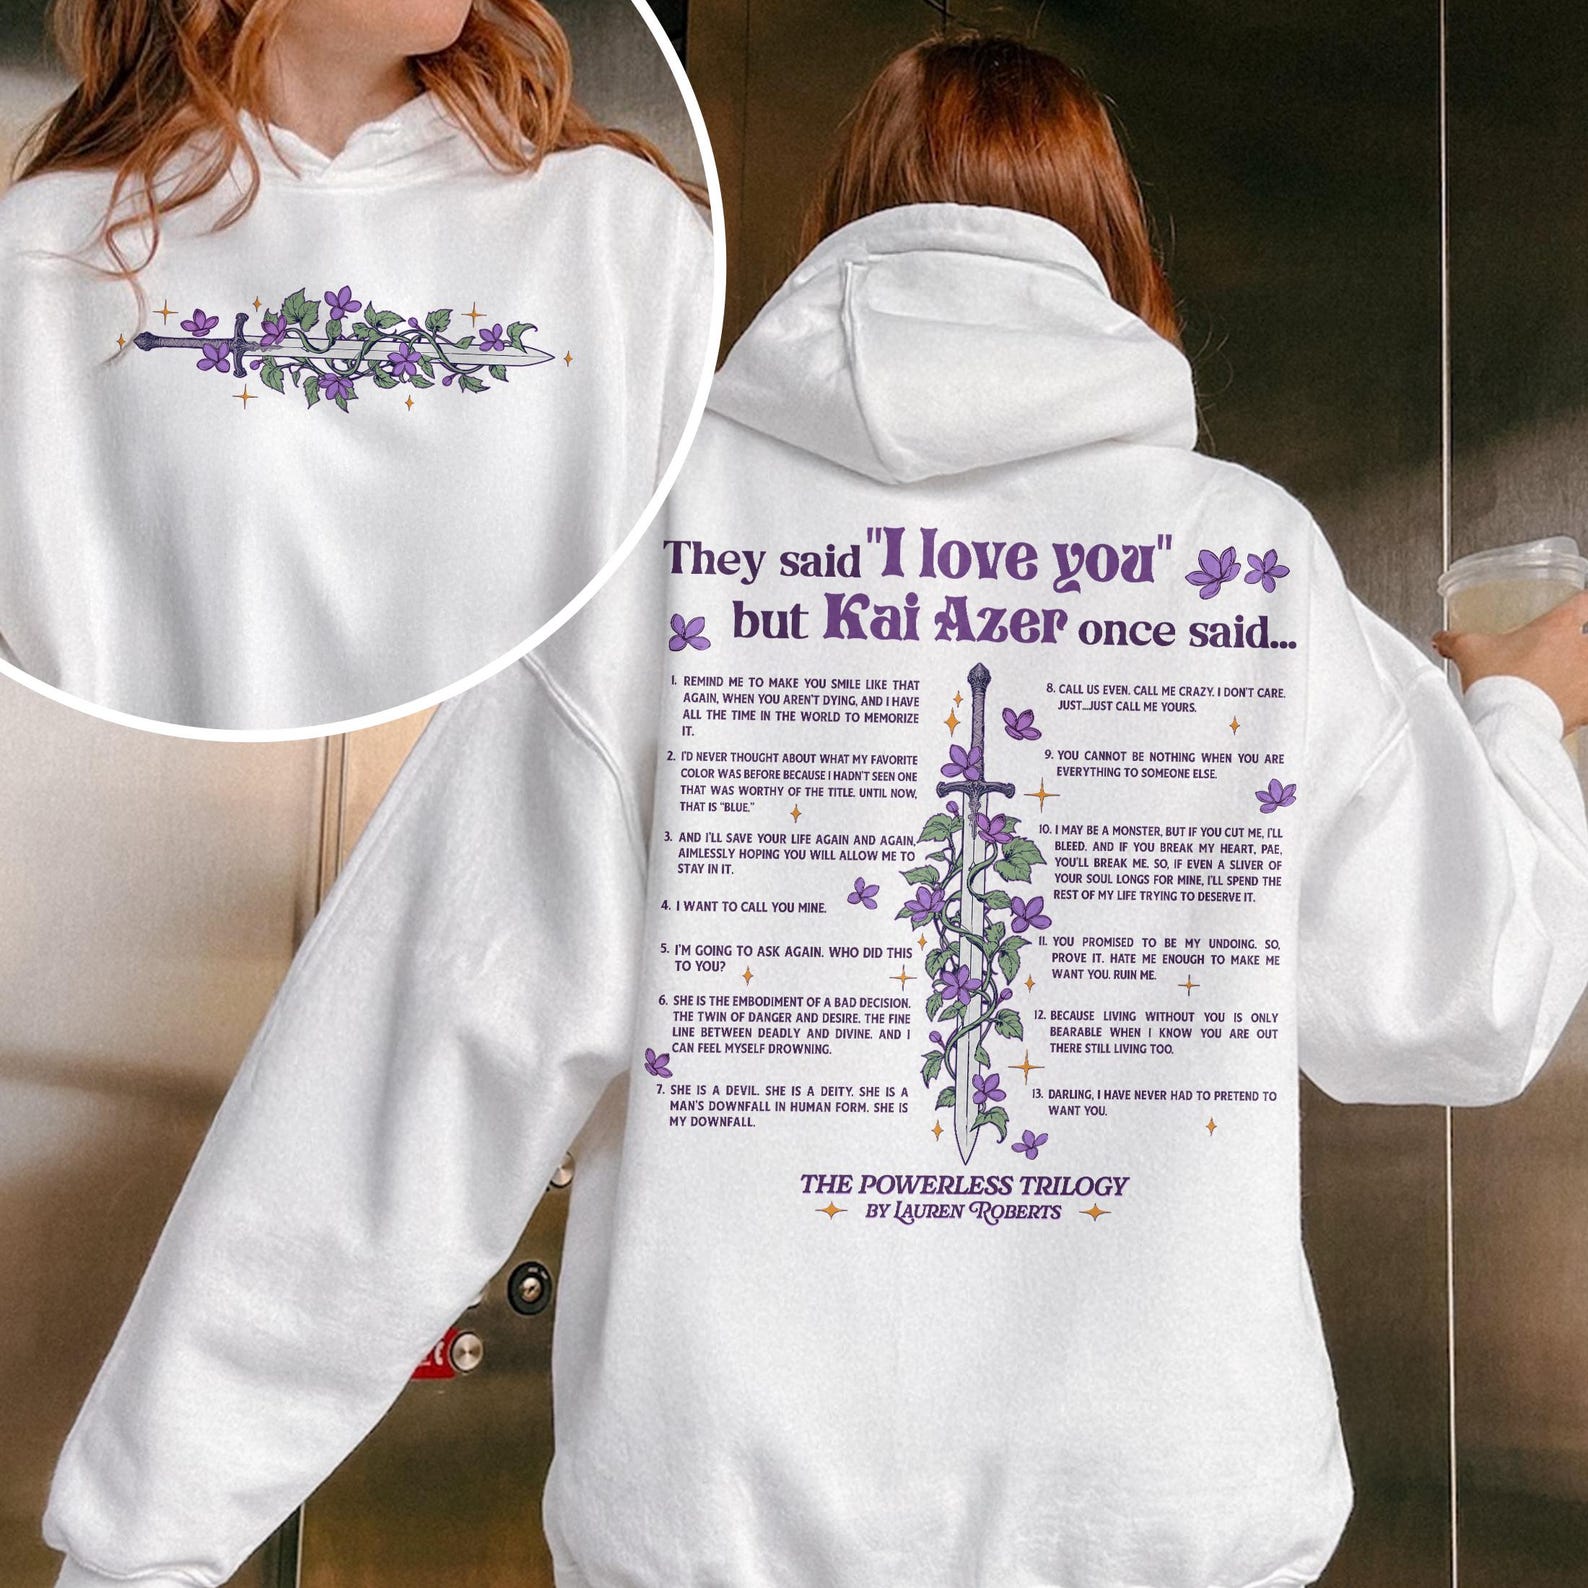 They said "I love you"
but Kai Azer once said...
1. REMIND ME TO MAKE YOU SMILE LIKE THAT
AGAIN, WHEN YOU AREN'T DYING, AND I HAVE
ALL THE TIME IN THE WORLD TO MEMORIZE
IT.
2. I'D NEVER THOUGHT ABOUT WHAT MY FAVORITE
COLOR WAS BEFORE BECAUSE I HADN'T SEEN ONE
THAT WAS WORTHY OF THE TITLE. UNTIL NOW,
THAT IS "BLUE."
3. AND I'LL SAVE YOUR LIFE AGAIN AND AGAIN,
AIMLESSLY HOPING YOU WILL ALLOW ME TO
STAY IN IT.
4. I WANT TO CALL YOU MINE.
5. I'M GOING TO ASK AGAIN. WHO DID THIS
TO YOU?
6. SHE IS THE EMBODIMENT OF A BAD DECISION.
THE TWIN OF DANGER AND DESIRE. THE FINE
LINE BETWEEN DEADLY AND DIVINE. AND I
CAN FEEL MYSELF DROWNING.
7. SHE IS A DEVIL. SHE IS A DEITY. SHE IS A
MAN'S DOWNFALL IN HUMAN FORM. SHE IS
MY DOWNFALL.
8. CALL US EVEN. CALL ME CRAZY. I DON'T CARE.
JUST...JUST CALL ME YOURS.
9. YOU CANNOT BE NOTHING WHEN YOU ARE
EVERYTHING TO SOMEONE ELSE.
10. I MAY BE A MONSTER, BUT IF YOU CUT ME, I'LL
BLEED. AND IF YOU BREAK MY HEART, PAE,
YOU'LL BREAK ME. SO, IF EVEN A SLIVER OF
YOUR SOUL LONGS FOR MINE, I'LL SPEND THE
REST OF MY LIFE TRYING TO DESERVE IT.
11. YOU PROMISED TO BE MY UNDOING. SO,
PROVE IT. HATE ME ENOUGH TO MAKE ME
WANT YOU. RUIN ME.
12. BECAUSE LIVING WITHOUT YOU IS ONLY
BEARABLE WHEN I KNOW YOU ARE OUT
THERE STILL LIVING TOO.
13. DARLING, I HAVE NEVER HAD TO PRETEND TO
WANT YOU.
THE POWERLESS TRILOGY
BY LAUREN ROBERTS